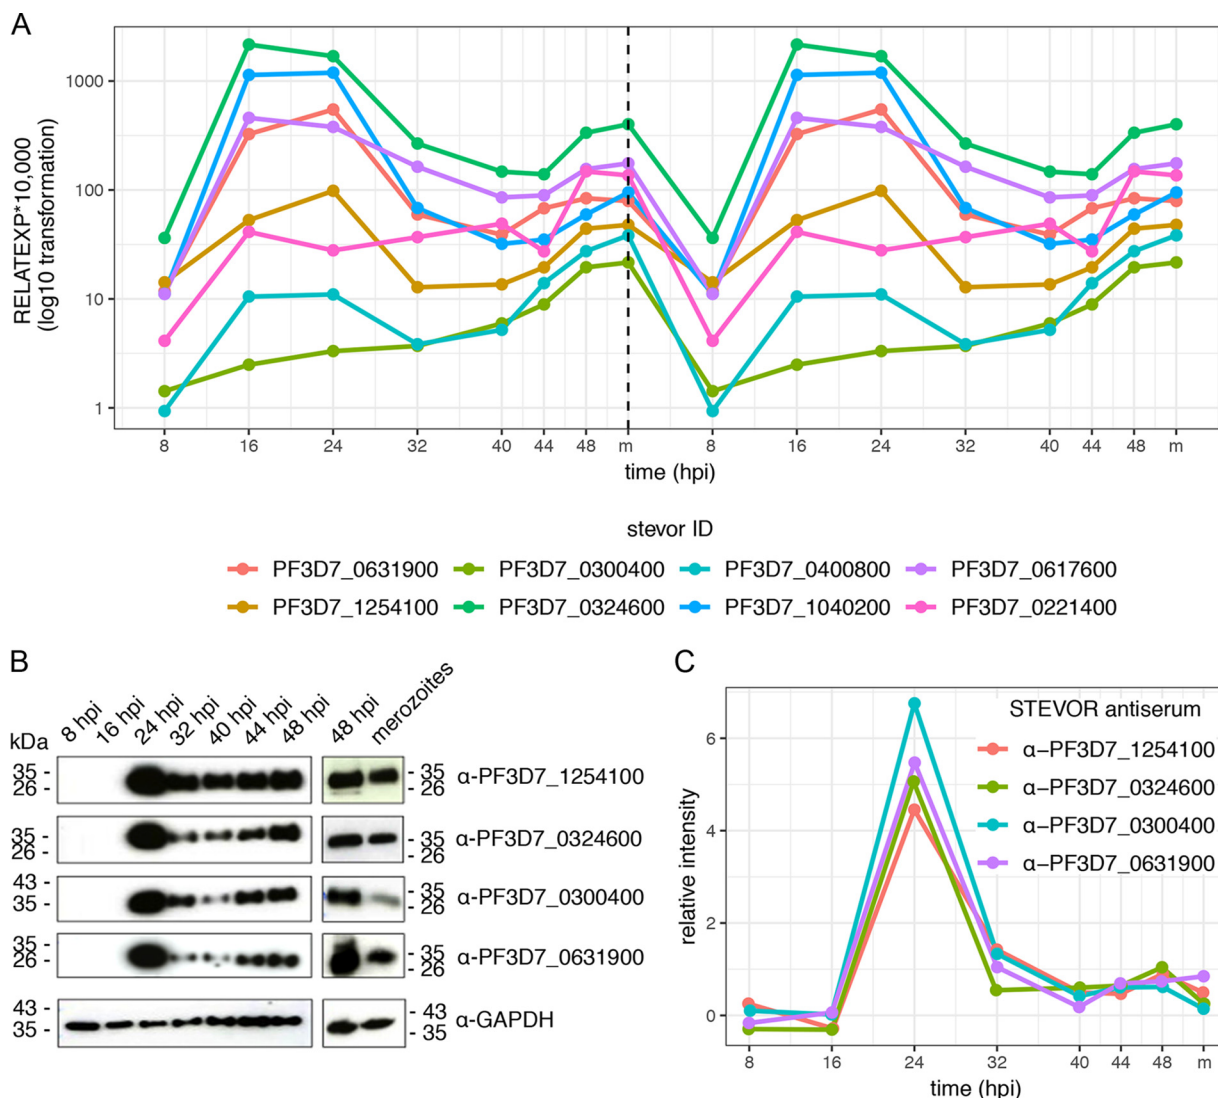 A
RELATEXP*10,000
(log10 transformation)
1000
100
10
1
8 16 24 32 40 44 48 m 8 16 24 32 40 44 48 m
time (hpi)
stevor ID
PF3D7_0631900 PF3D7_0300400 PF3D7_0400800 PF3D7_0617600
PF3D7_1254100 PF3D7_0324600 PF3D7_1040200 PF3D7_0221400
B
8 hpi 16 hpi 24 hpi 32 hpi 40 hpi 44 hpi 48 hpi 48 hpi merozoites
kDa
35 - - 35 α-PF3D7_1254100
26 - - 26
35 - - 35 α-PF3D7_0324600
26 - - 26
43 - - 35 α-PF3D7_0300400
35 - - 26
35 - - 35 α-PF3D7_0631900
26 - - 26
43 - - 43 α-GAPDH
35 - - 35
C
relative intensity
6
4
2
0
STEVOR antiserum
α−PF3D7_1254100
α−PF3D7_0324600
α−PF3D7_0300400
α−PF3D7_0631900
8 16 24 32 40 44 48 m
time (hpi)